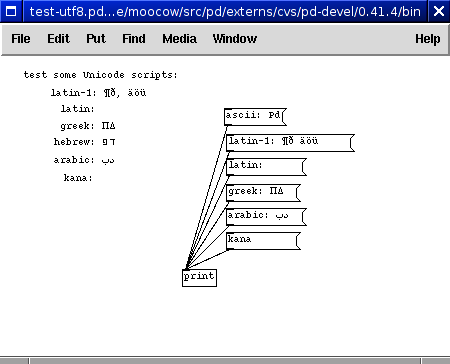 test-utf8.pd...e/moocow/src/pd/externs/cvs/pd-devel/0.41.4/bin
File Edit Put Find Media Window Help
test some Unicode scripts:
latin-1: ¶ð, äöü
latin:
greek: ΠΔ
hebrew: פד
arabic: دب
kana:
ascii: Pd
latin-1: ¶ð äöü
latin:
greek: ΠΔ
arabic: دب
kana
print